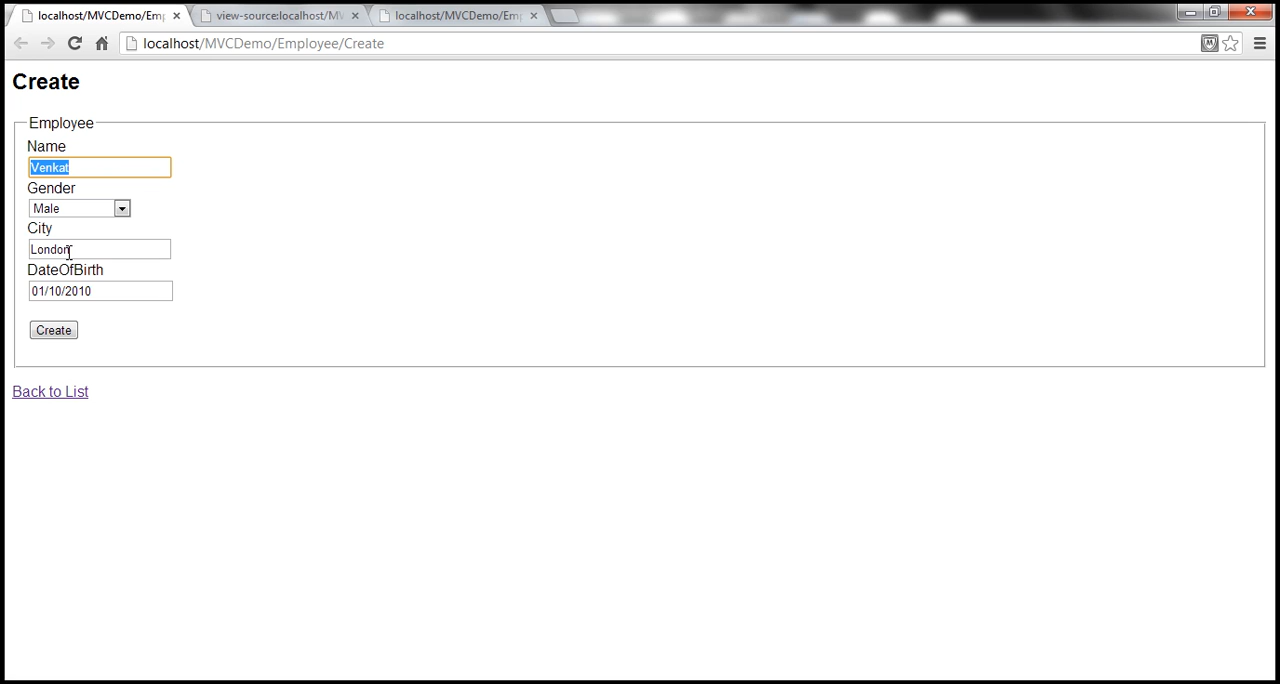 localhost/MVCDemo/Em
view-source:localhost/MV
localhost/MVCDemo/Em
localhost/MVCDemo/Employee/Create
Create
Employee
Name
Venkat
Gender
Male
City
London
DateOfBirth
01/10/2010
Create
Back to List